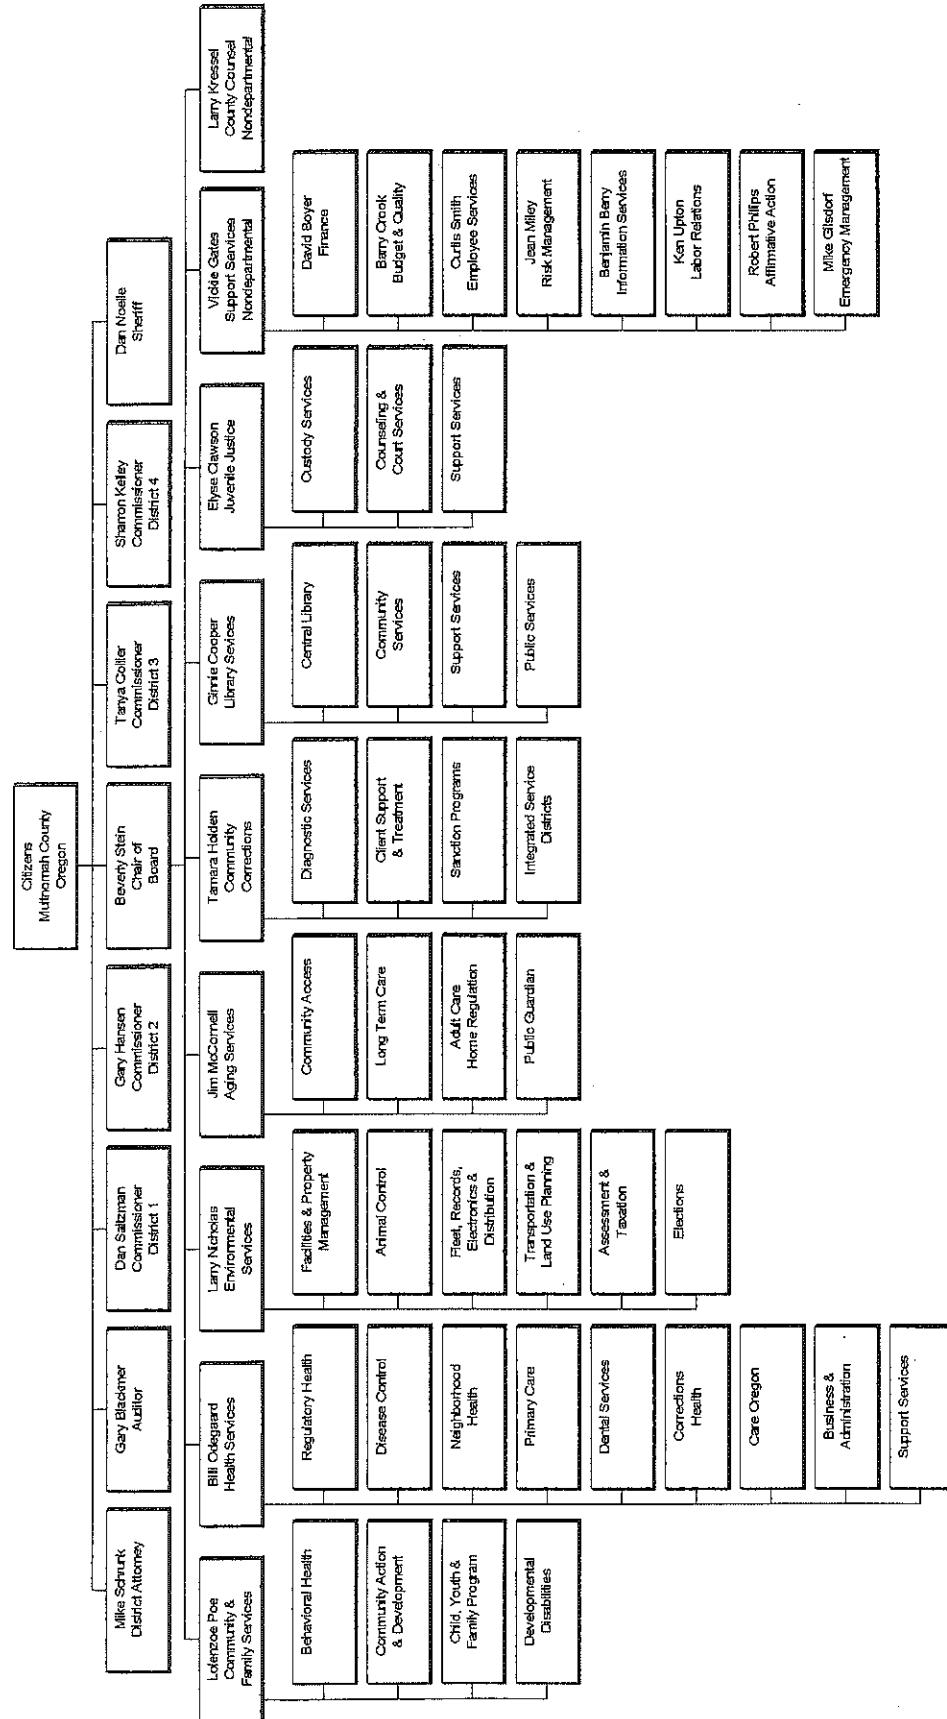 Citizens
Multnomah County
Oregon
Mike Schrunk
District Attorney
Gary Blackmer
Auditor
Dan Saltzman
Commissioner
District 1
Gary Hansen
Commissioner
District 2
Beverly Stein
Chair of
Board
Tanya Collier
Commissioner
District 3
Sharron Kelley
Commissioner
District 4
Dan Noelle
Sheriff
Lolenzoe Poe
Community &
Family Services
Billi Odegaard
Health Services
Larry Nicholas
Environmental
Services
Jim McConnell
Aging Services
Tamara Holden
Community
Corrections
Ginnie Cooper
Library Sevices
Elyse Clawson
Juvenile Justice
Vickie Gates
Support Services
Nondepartmental
Larry Kressel
County Counsel
Nondepartmental
Behavioral Health
Community Action
& Development
Child, Youth &
Family Program
Developmental
Disabilities
Regulatory Health
Disease Control
Neighborhood
Health
Primary Care
Dental Services
Corrections
Health
Care Oregon
Business &
Administration
Support Services
Facilities & Property
Management
Animal Control
Fleet, Records,
Electronics &
Distribution
Transportation &
Land Use Planning
Assessment &
Taxation
Elections
Community Access
Long Term Care
Adult Care
Home Regulation
Public Guardian
Diagnostic Services
Client Support
& Treatment
Sanction Programs
Integrated Service
Districts
Central Library
Community
Services
Support Services
Public Services
Custody Services
Counseling &
Court Services
Support Services
David Boyer
Finance
Barry Crook
Budget & Quality
Curtis Smith
Employee Services
Jean Miley
Risk Management
Benjamin Berry
Information Services
Ken Upton
Labor Relations
Robert Phillips
Affirmative Action
Mike Gilsdorf
Emergency Management